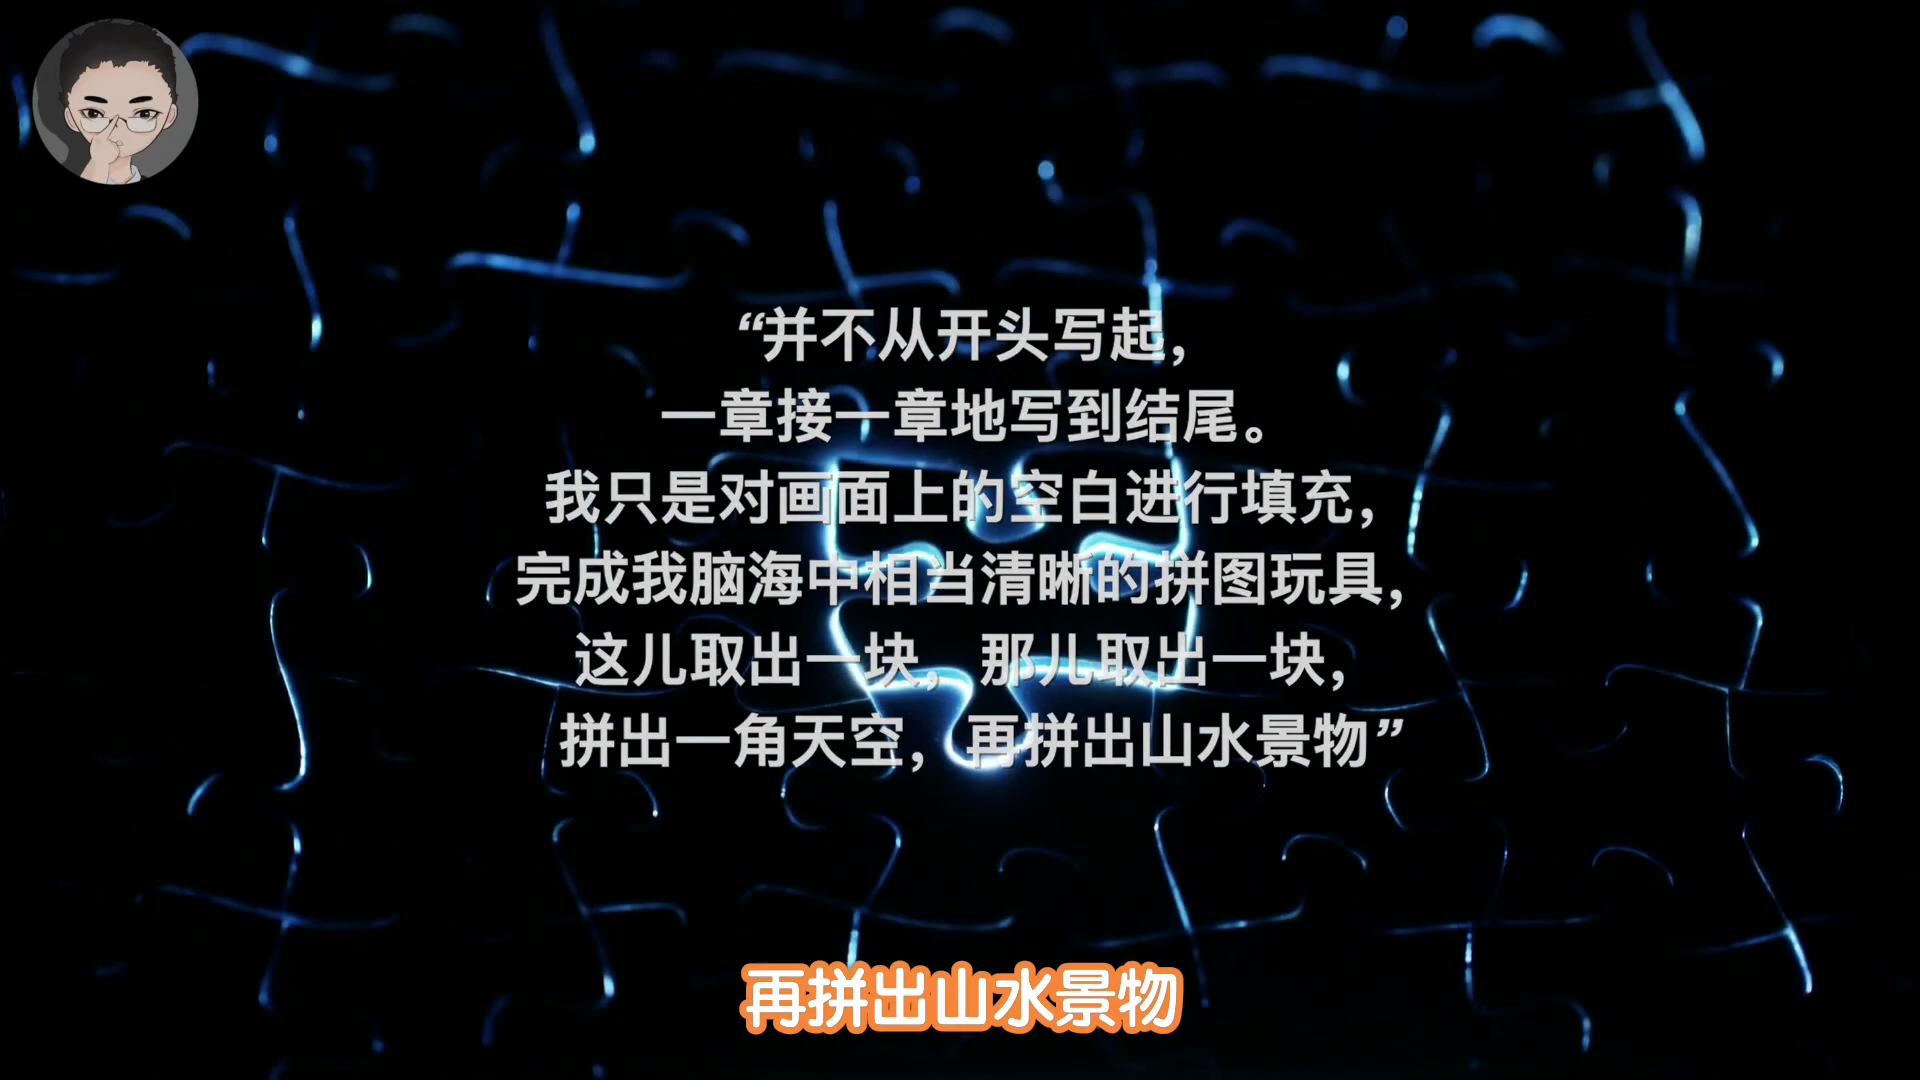 “并不从开头写起，
一章接一章地写到结尾。
我只是对画面上的空白进行填充，
完成我脑海中相当清晰的拼图玩具，
这儿取出一块，那儿取出一块，
拼出一角天空，再拼出山水景物”
再拼出山水景物